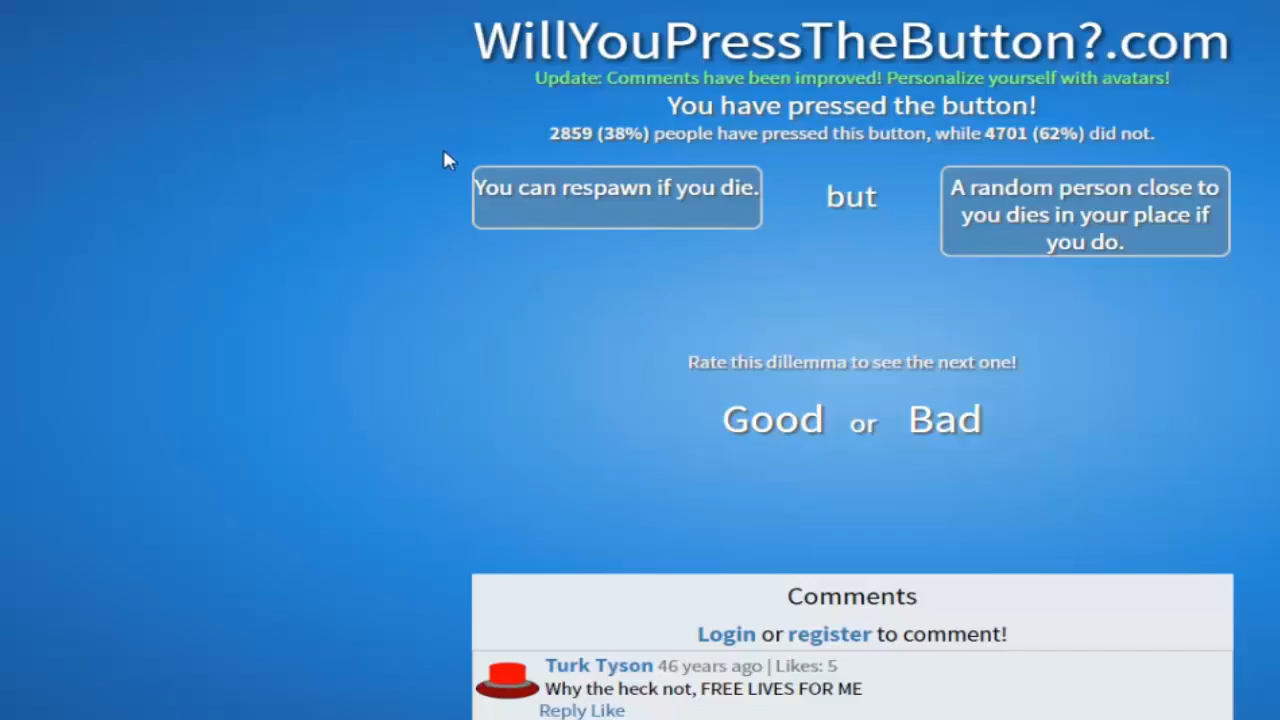 WillYouPressTheButton?.com
Update: Comments have been improved! Personalize yourself with avatars!
You have pressed the button!
2859 (38%) people have pressed this button, while 4701 (62%) did not.
You can respawn if you die.
but
A random person close to
you dies in your place if
you do.
Rate this dillemma to see the next one!
Good or Bad
Comments
Login or register to comment!
Turk Tyson 46 years ago | Likes: 5
Why the heck not, FREE LIVES FOR ME
Reply Like